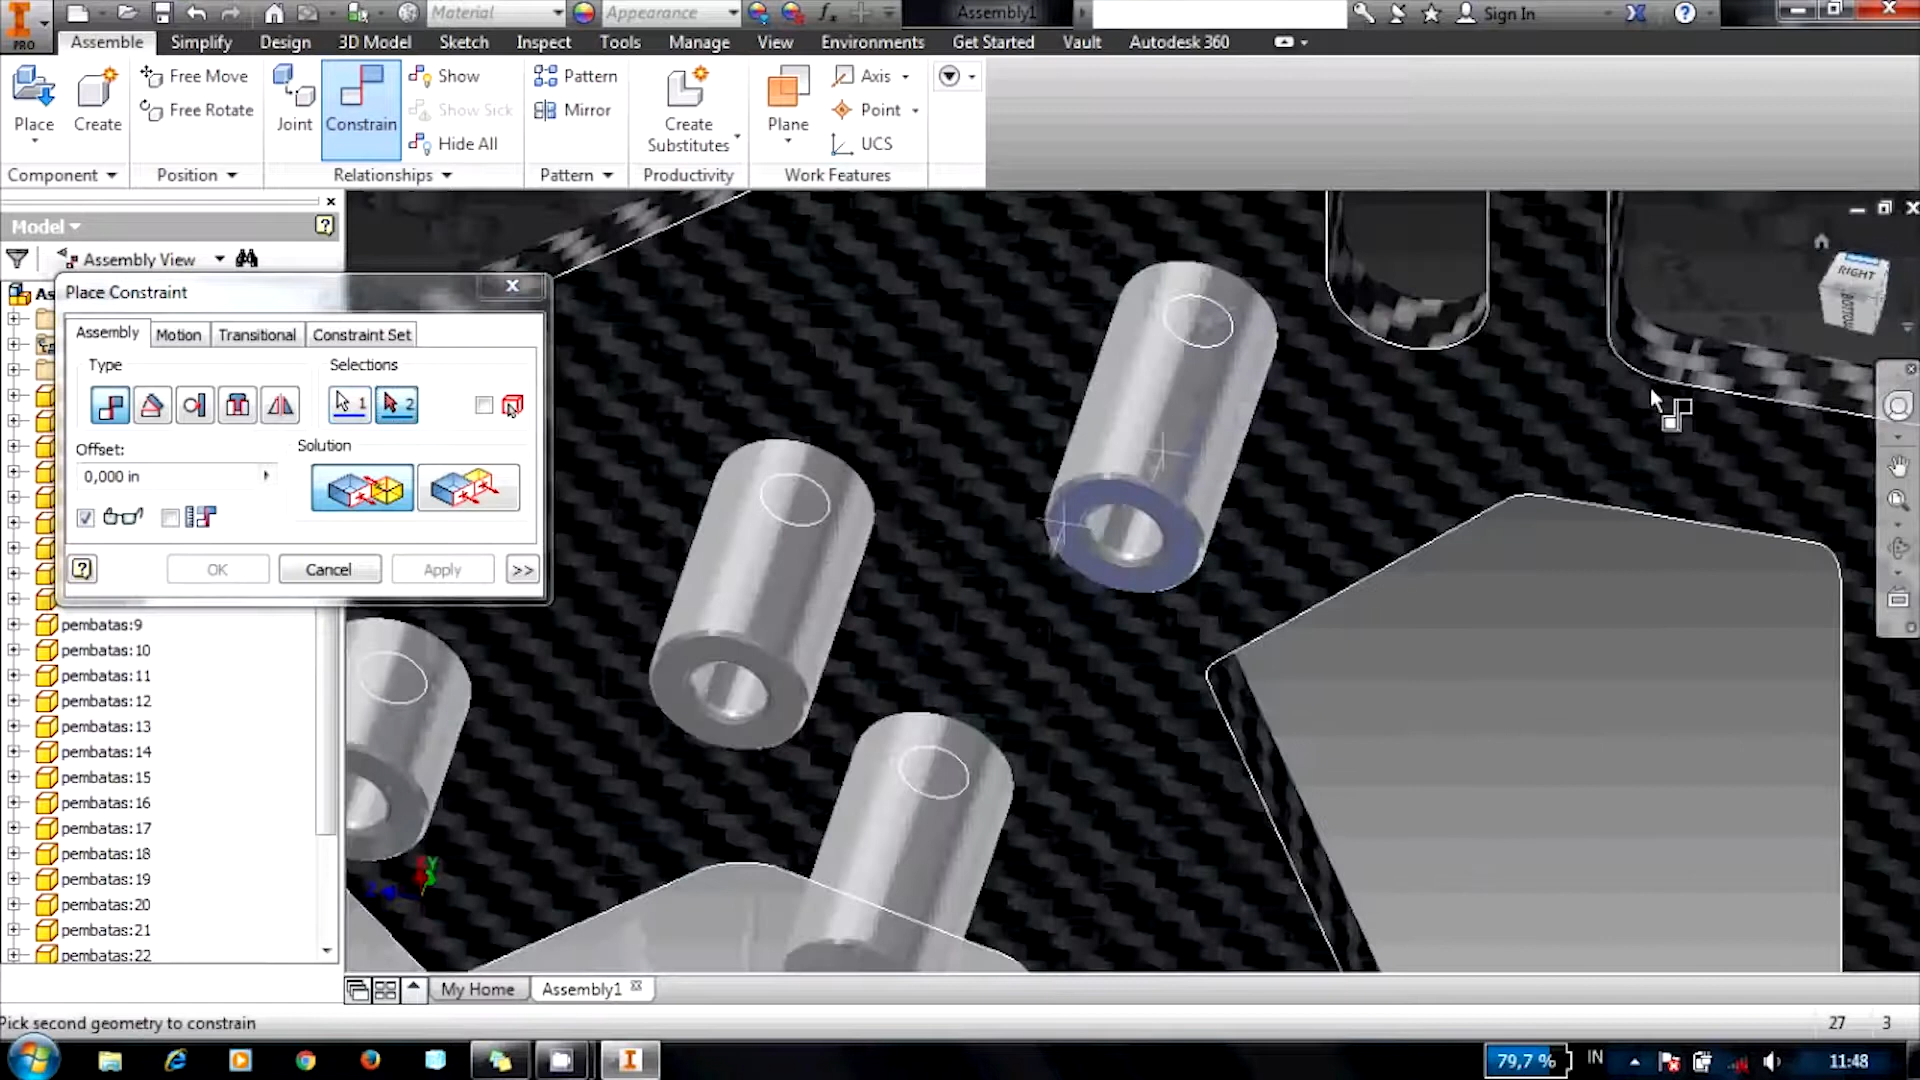 Material
Appearance
Assembly1
Sign In
PRO
Assemble Simplify Design 3D Model Sketch Inspect Tools Manage View Environments Get Started Vault Autodesk 360
Place
Create
Free Move
Free Rotate
Joint
Constrain
Show
Show Sick
Hide All
Pattern
Mirror
Create
Substitutes
Plane
Axis
Point
UCS
Component
Position
Relationships
Pattern
Productivity
Work Features
Model
Assembly View
As
Place Constraint
Assembly Motion Transitional Constraint Set
Type
Selections
1
2
Offset:
0,000 in
Solution
OK Cancel Apply >>
pembatas:9
pembatas:10
pembatas:11
pembatas:12
pembatas:13
pembatas:14
pembatas:15
pembatas:16
pembatas:17
pembatas:18
pembatas:19
pembatas:20
pembatas:21
pembatas:22
RIGHT
Y
Z
My Home Assembly1
Pick second geometry to constrain
27 3
79,7 %
IN
11:48